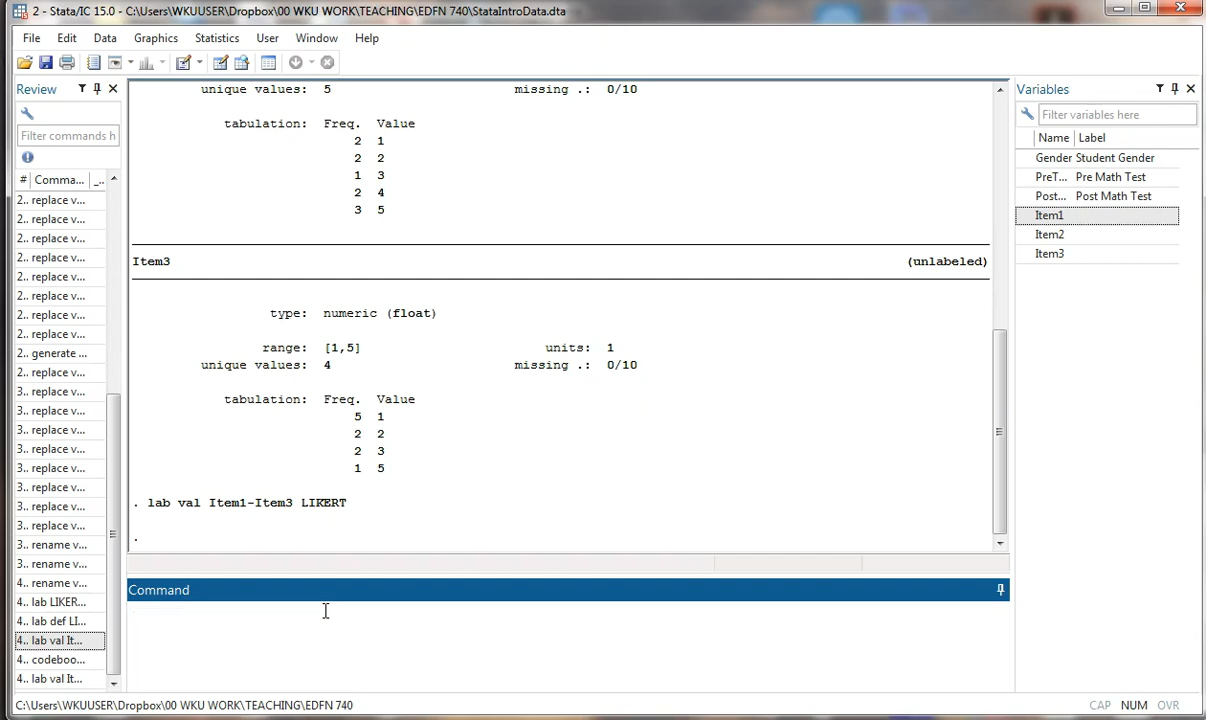 2 - Stata/IC 15.0 - C:\Users\WKUUSER\Dropbox\00 WKU WORK\TEACHING\EDFN 740\StataIntroData.dta
File Edit Data Graphics Statistics User Window Help
Review
Filter commands h
# Comma...
2.. replace v...
2.. replace v...
2.. replace v...
2.. replace v...
2.. replace v...
2.. replace v...
2.. replace v...
2.. replace v...
2.. generate ...
2.. replace v...
3.. replace v...
3.. replace v...
3.. replace v...
3.. replace v...
3.. replace v...
3.. replace v...
3.. replace v...
3.. replace v...
3.. rename v...
3.. rename v...
4.. rename v...
4.. lab LIKER...
4.. lab def LI...
4.. lab val It...
4.. codeboo...
4.. lab val It...
unique values: 5 missing .: 0/10
tabulation: Freq. Value
2 1
2 2
1 3
2 4
3 5
Item3 (unlabeled)
type: numeric (float)
range: [1,5] units: 1
unique values: 4 missing .: 0/10
tabulation: Freq. Value
5 1
2 2
2 3
1 5
. lab val Item1-Item3 LIKERT
.
Command
Variables
Filter variables here
Name Label
Gender Student Gender
PreT... Pre Math Test
Post... Post Math Test
Item1
Item2
Item3
C:\Users\WKUUSER\Dropbox\00 WKU WORK\TEACHING\EDFN 740
CAP NUM OVR